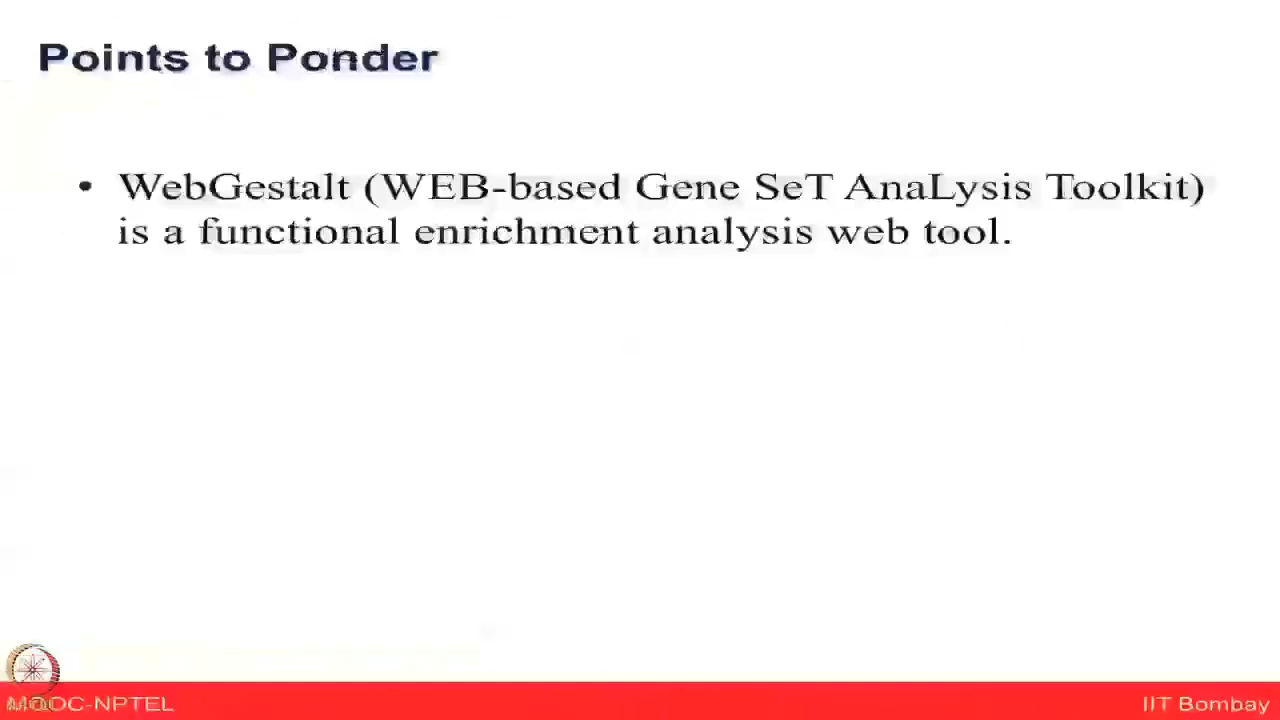 Points to Ponder
• WebGestalt (WEB-based Gene SeT AnaLysis Toolkit)
is a functional enrichment analysis web tool.
MOOC-NPTEL
IIT Bombay